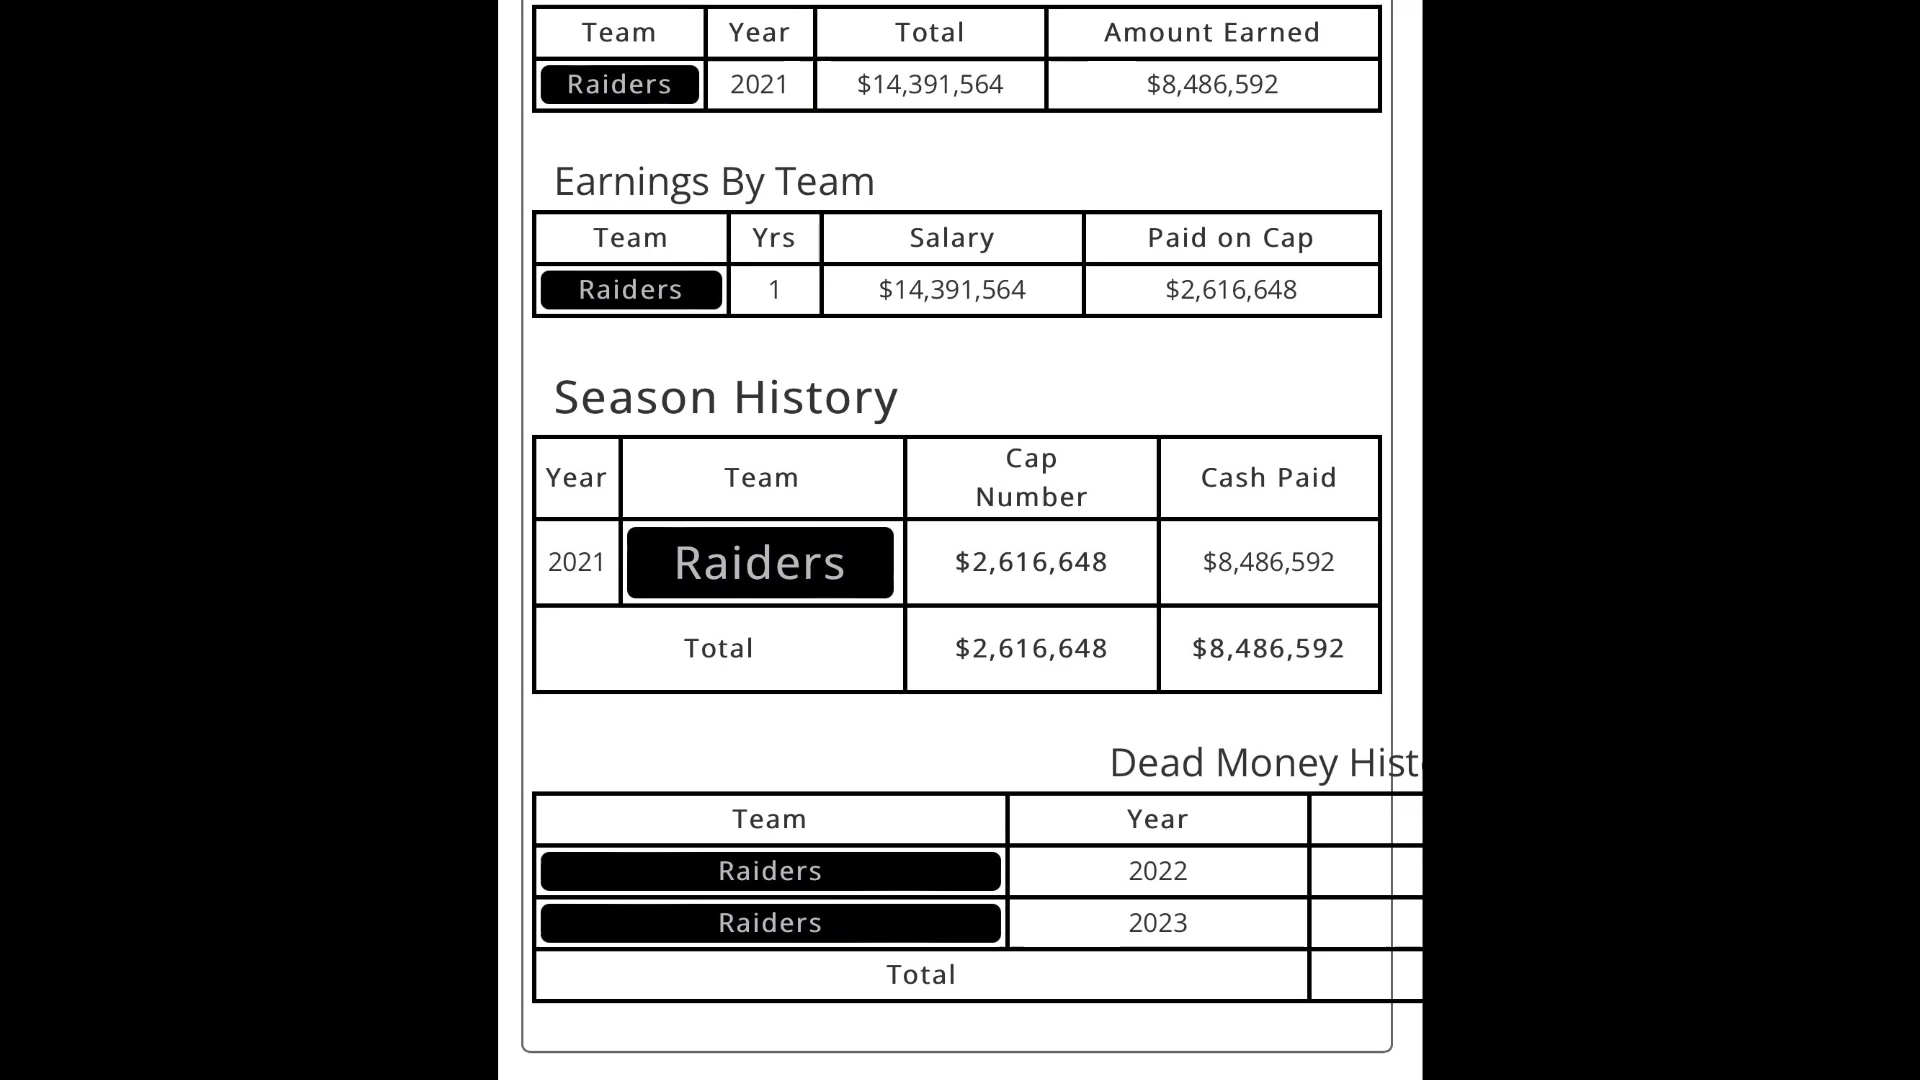 Team Year Total Amount Earned
Raiders 2021 $14,391,564 $8,486,592
Earnings By Team
Team Yrs Salary Paid on Cap
Raiders 1 $14,391,564 $2,616,648
Season History
Year Team Cap Number Cash Paid
2021 Raiders $2,616,648 $8,486,592
Total $2,616,648 $8,486,592
Dead Money Hist
Team Year
Raiders 2022
Raiders 2023
Total